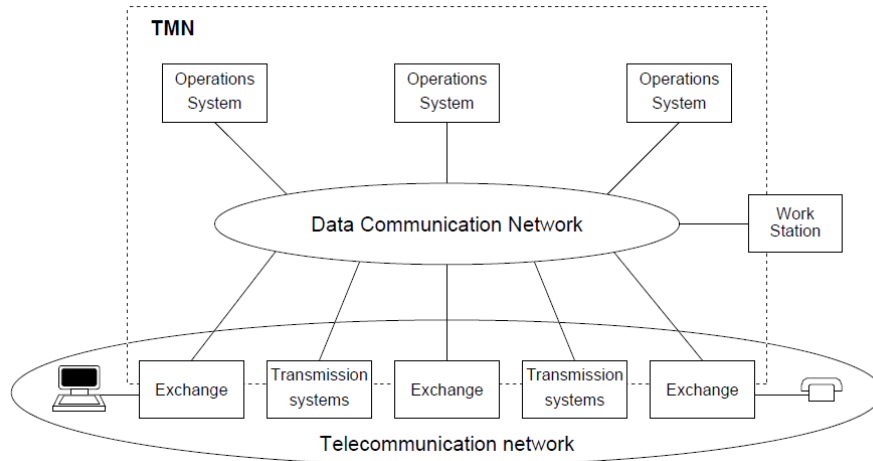 TMN
Operations
System
Operations
System
Operations
System
Data Communication Network
Work
Station
Exchange
Transmission
systems
Exchange
Transmission
systems
Exchange
Telecommunication network